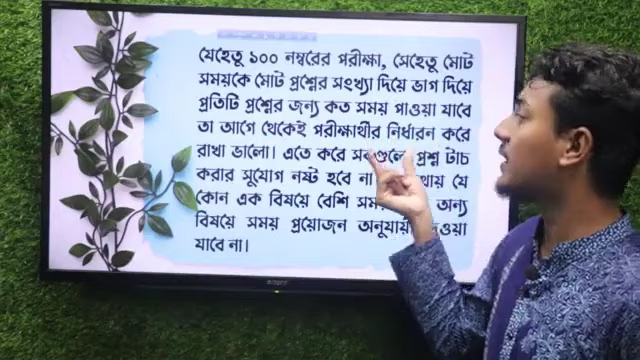 যেহেতু ১০০ নম্বরের পরীক্ষা, সেহেতু মোট
সময়কে মোট প্রশ্নের সংখ্যা দিয়ে ভাগ দিয়ে
প্রতিটি প্রশ্নের জন্য কত সময় পাওয়া যাবে
তা আগে থেকেই পরীক্ষার্থীর নির্ধারন করে
রাখা ভালো। এতে করে প্রশ্ন টাচ
করার সুযোগ নষ্ট হবে না যে
কোন এক বিষয়ে বেশি অন্য
বিষয়ে সময় প্রয়োজন অনুযায়ী
যাবে না।